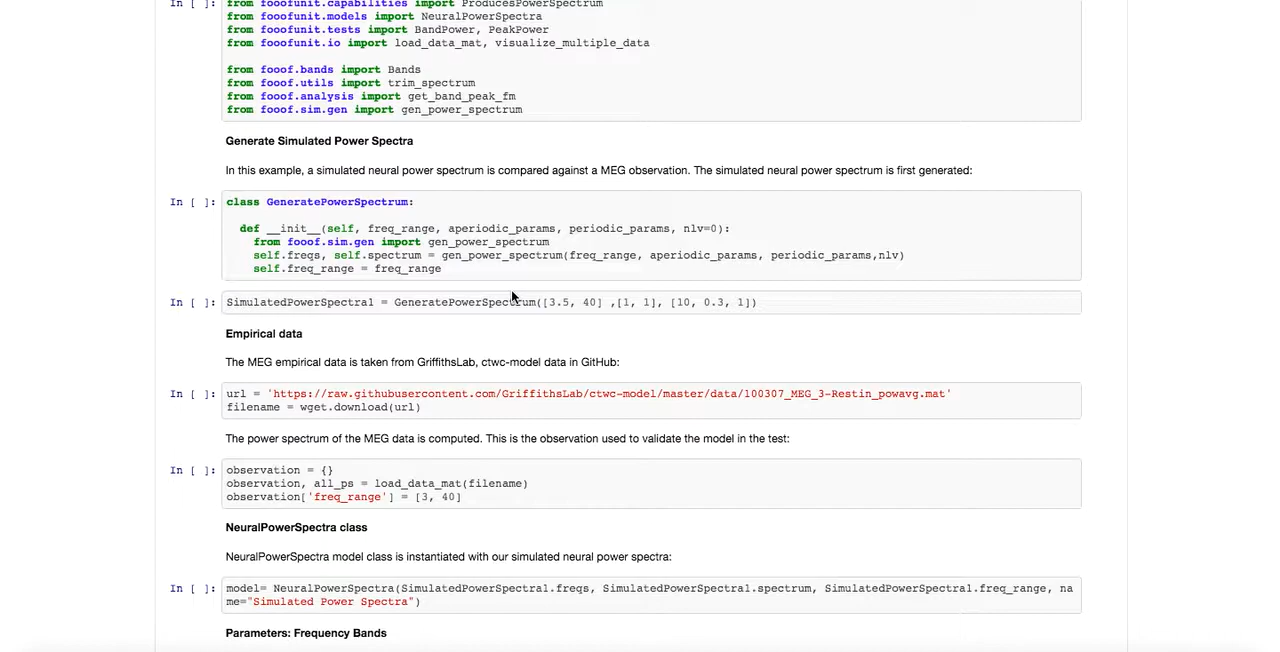 In [ ]: from fooofunit.capabilities import ProducesPowerSpectrum
from fooofunit.models import NeuralPowerSpectra
from fooofunit.tests import BandPower, PeakPower
from fooofunit.io import load_data_mat, visualize_multiple_data
from fooof.bands import Bands
from fooof.utils import trim_spectrum
from fooof.analysis import get_band_peak_fm
from fooof.sim.gen import gen_power_spectrum
Generate Simulated Power Spectra
In this example, a simulated neural power spectrum is compared against a MEG observation. The simulated neural power spectrum is first generated:
In [ ]: class GeneratePowerSpectrum:
def __init__(self, freq_range, aperiodic_params, periodic_params, nlv=0):
from fooof.sim.gen import gen_power_spectrum
self.freqs, self.spectrum = gen_power_spectrum(freq_range, aperiodic_params, periodic_params,nlv)
self.freq_range = freq_range
In [ ]: SimulatedPowerSpectra1 = GeneratePowerSpectrum([3.5, 40] ,[1, 1], [10, 0.3, 1])
Empirical data
The MEG empirical data is taken from GriffithsLab, ctwc-model data in GitHub:
In [ ]: url = 'https://raw.githubusercontent.com/GriffithsLab/ctwc-model/master/data/100307_MEG_3-Restin_powavg.mat'
filename = wget.download(url)
The power spectrum of the MEG data is computed. This is the observation used to validate the model in the test:
In [ ]: observation = {}
observation, all_ps = load_data_mat(filename)
observation['freq_range'] = [3, 40]
NeuralPowerSpectra class
NeuralPowerSpectra model class is instantiated with our simulated neural power spectra:
In [ ]: model= NeuralPowerSpectra(SimulatedPowerSpectra1.freqs, SimulatedPowerSpectra1.spectrum, SimulatedPowerSpectra1.freq_range, na
me="Simulated Power Spectra")
Parameters: Frequency Bands